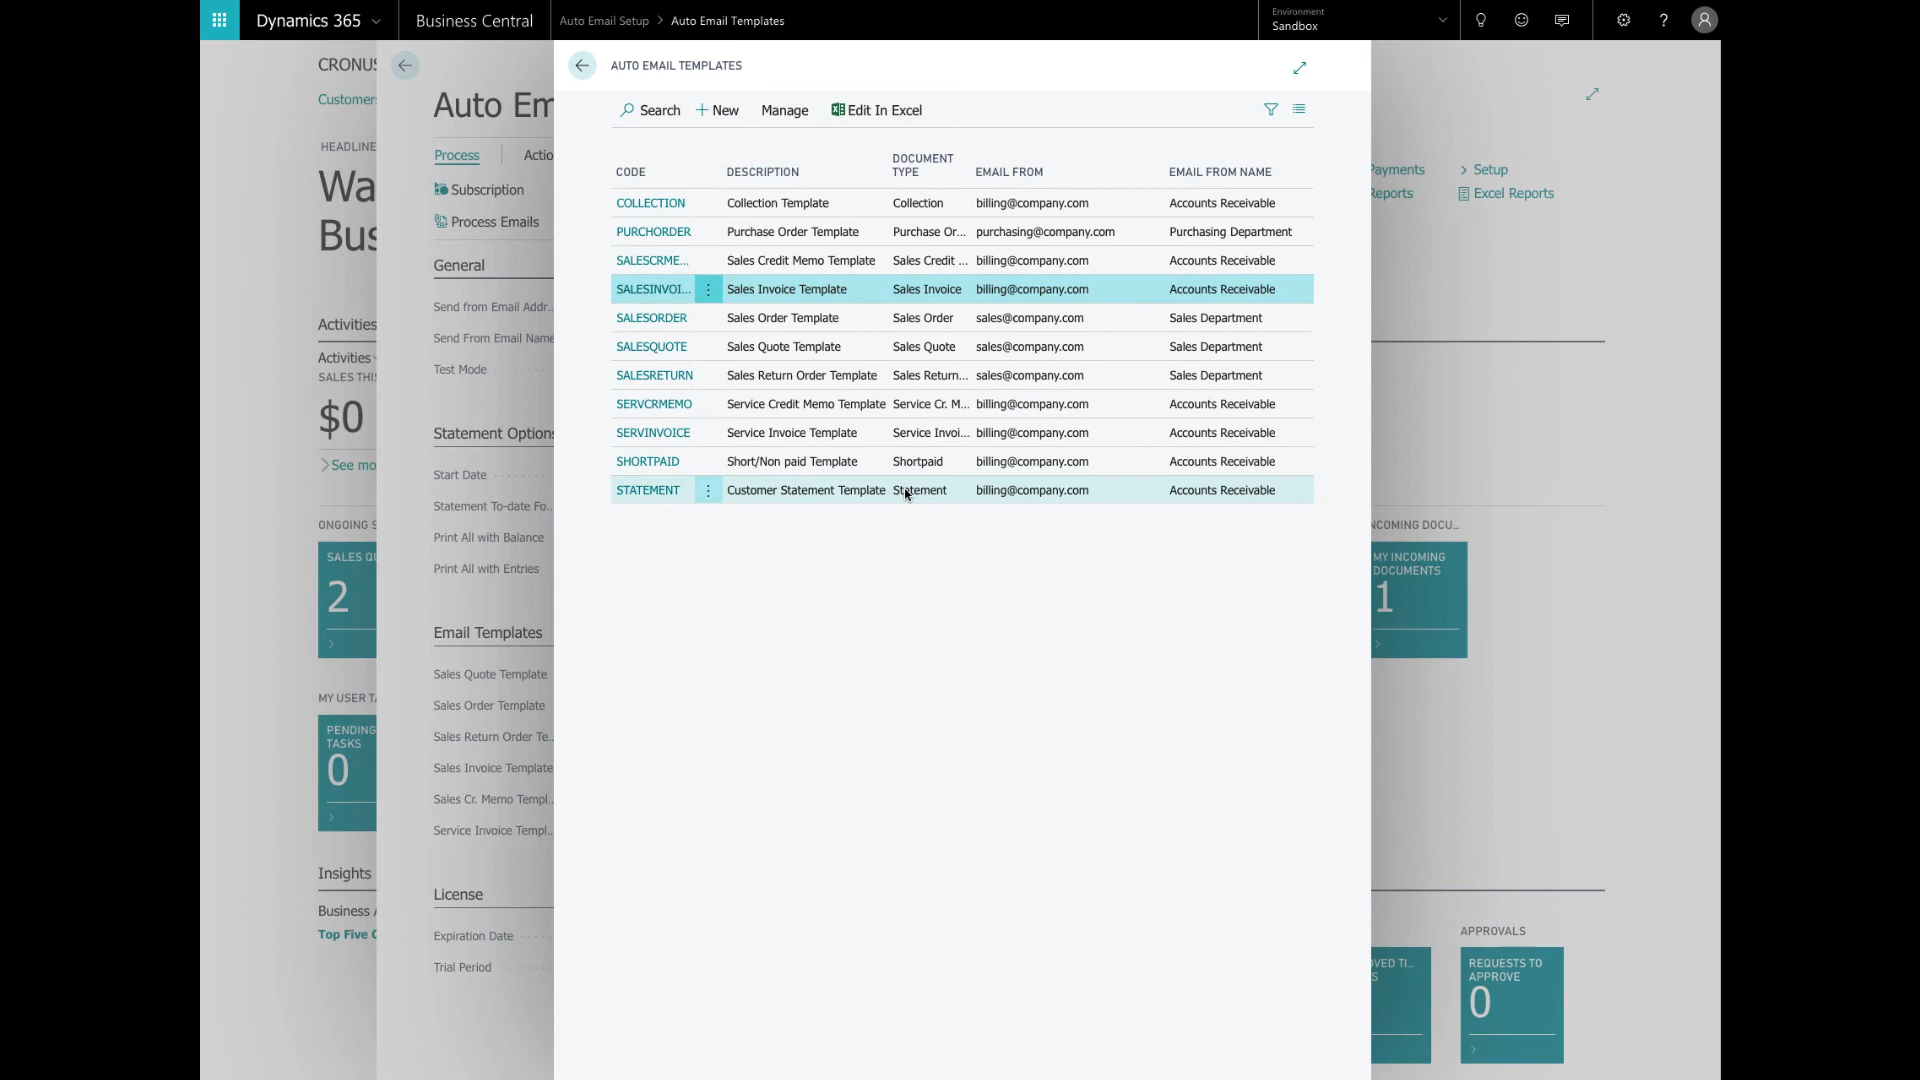 Dynamics 365
Business Central
Auto Email Setup > Auto Email Templates
Environment
Sandbox
?
CRONUS
Customer
HEADLINE
Wa
Bus
Activities
Activities
SALES THIS
$0
>See mo
ONGOING S
SALES QU
2
MY USER TA
PENDING
TASKS
0
Insights
Business A
Top Five C
Auto Em
Process
Actio
Subscription
Process Emails
General
Send from Email Addr...
Send From Email Name
Test Mode
Statement Options
Start Date
Statement To-date Fo...
Print All with Balance
Print All with Entries
Email Templates
Sales Quote Template
Sales Order Template
Sales Return Order Te...
Sales Invoice Template
Sales Cr. Memo Templ...
Service Invoice Templ...
License
Expiration Date
Trial Period
AUTO EMAIL TEMPLATES
Search
New
Manage
Edit In Excel
CODE DESCRIPTION DOCUMENT TYPE EMAIL FROM EMAIL FROM NAME
COLLECTION Collection Template Collection billing@company.com Accounts Receivable
PURCHORDER Purchase Order Template Purchase Or... purchasing@company.com Purchasing Department
SALESCRME... Sales Credit Memo Template Sales Credit ... billing@company.com Accounts Receivable
SALESINVOI... Sales Invoice Template Sales Invoice billing@company.com Accounts Receivable
SALESORDER Sales Order Template Sales Order sales@company.com Sales Department
SALESQUOTE Sales Quote Template Sales Quote sales@company.com Sales Department
SALESRETURN Sales Return Order Template Sales Return... sales@company.com Sales Department
SERVCRMEMO Service Credit Memo Template Service Cr. M... billing@company.com Accounts Receivable
SERVINVOICE Service Invoice Template Service Invoi... billing@company.com Accounts Receivable
SHORTPAID Short/Non paid Template Shortpaid billing@company.com Accounts Receivable
STATEMENT Customer Statement Template Statement billing@company.com Accounts Receivable
Payments
> Setup
Reports
Excel Reports
NCOMING DOCU...
MY INCOMING
DOCUMENTS
1
APPROVALS
OVED TI...
S
REQUESTS TO
APPROVE
0